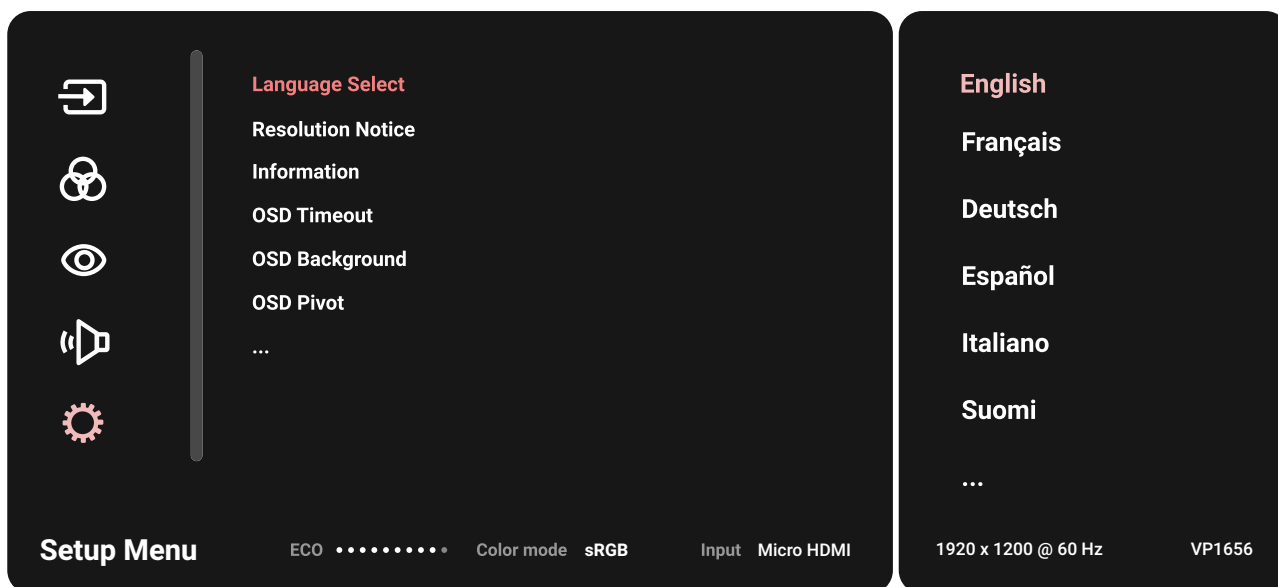 Language Select
Resolution Notice
Information
OSD Timeout
OSD Background
OSD Pivot
...
English
Français
Deutsch
Español
Italiano
Suomi
...
Setup Menu
ECO
Color mode sRGB
Input Micro HDMI
1920 x 1200 @ 60 Hz
VP1656